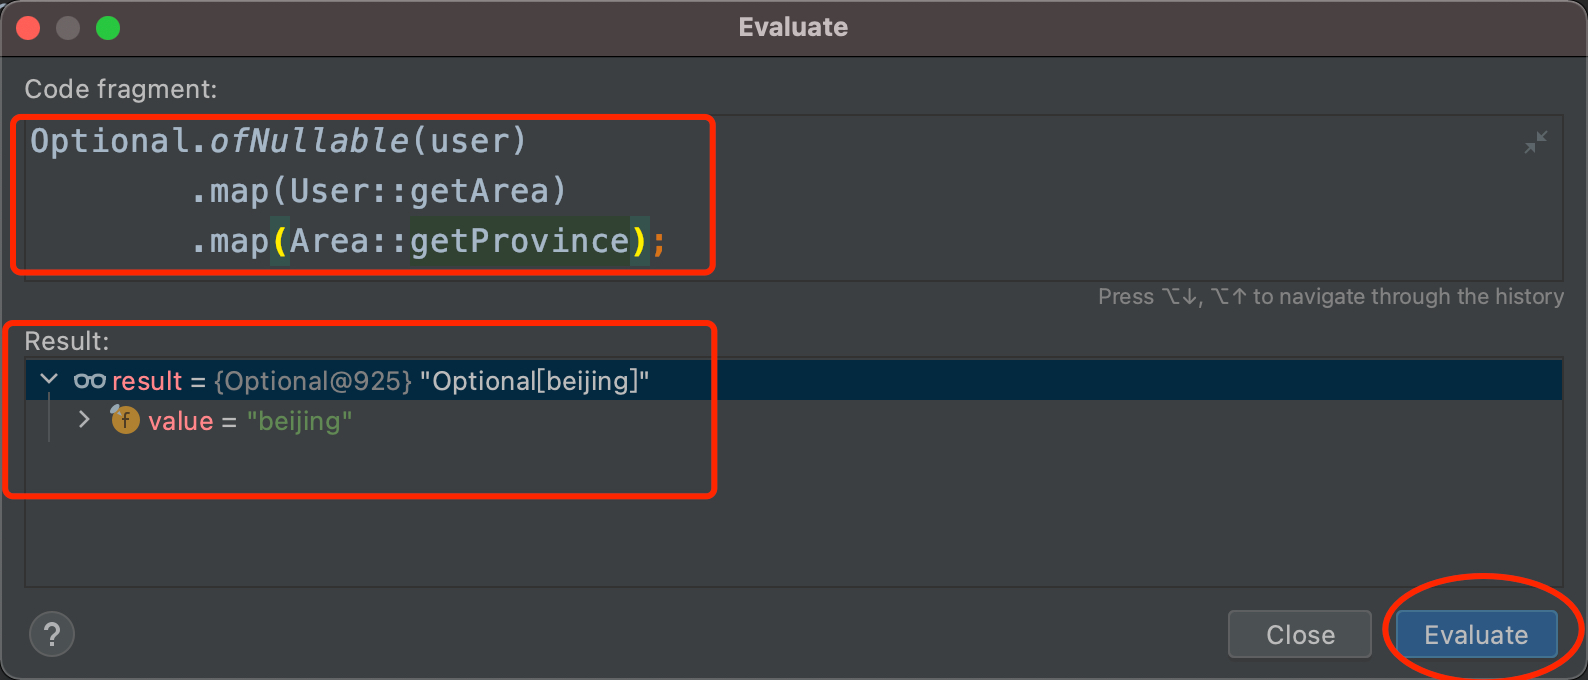 Evaluate
Code fragment:
Optional.ofNullable(user)
        .map(User::getArea)
        .map(Area::getProvince);
Press ⌥↓, ⌥↑ to navigate through the history
Result:
result = {Optional@925} "Optional[beijing]"
f value = "beijing"
? Close Evaluate